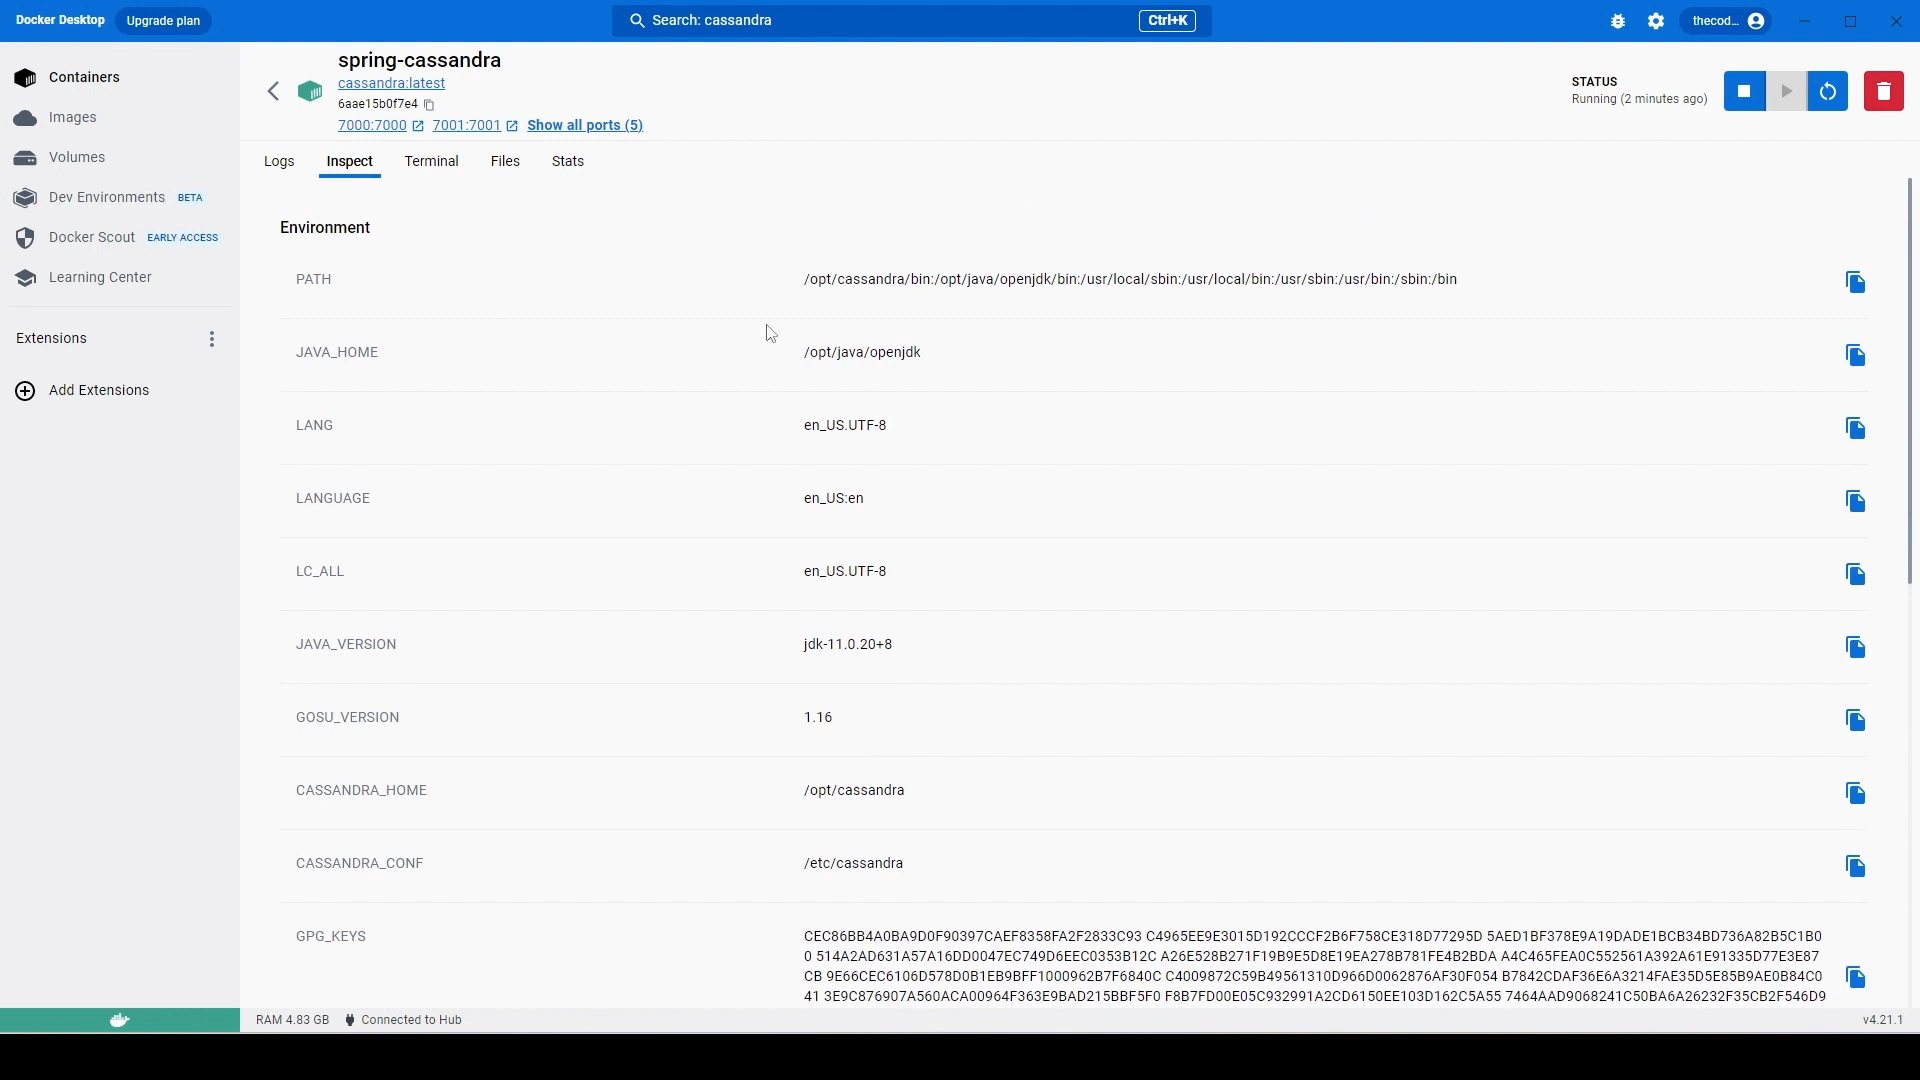 Docker Desktop Upgrade plan Search: cassandra Ctrl+K thecod...
Containers
Images
Volumes
Dev Environments BETA
Docker Scout EARLY ACCESS
Learning Center
Extensions
Add Extensions
spring-cassandra
cassandra:latest
6aae15b0f7e4
7000:7000 7001:7001 Show all ports (5)
STATUS
Running (2 minutes ago)
Logs Inspect Terminal Files Stats
Environment
PATH /opt/cassandra/bin:/opt/java/openjdk/bin:/usr/local/sbin:/usr/local/bin:/usr/sbin:/usr/bin:/sbin:/bin
JAVA_HOME /opt/java/openjdk
LANG en_US.UTF-8
LANGUAGE en_US:en
LC_ALL en_US.UTF-8
JAVA_VERSION jdk-11.0.20+8
GOSU_VERSION 1.16
CASSANDRA_HOME /opt/cassandra
CASSANDRA_CONF /etc/cassandra
GPG_KEYS CEC86BB4A0BA9D0F90397CAEF8358FA2F2833C93 C4965EE9E3015D192CCCF2B6F758CE318D77295D 5AED1BF378E9A19DADE1BCB34BD736A82B5C1B0
0 514A2AD631A57A16DD0047EC749D6EEC0353B12C A26E528B271F19B9E5D8E19EA278B781FE4B2BDA A4C465FEA0C552561A392A61E91335D77E3E87
CB 9E66CEC6106D578D0B1EB9BFF1000962B7F6840C C4009872C59B49561310D966D0062876AF30F054 B7842CDAF36E6A3214FAE35D5E85B9AE0B84C0
41 3E9C876907A560ACA00964F363E9BAD215BBF5F0 F8B7FD00E05C932991A2CD6150EE103D162C5A55 7464AAD9068241C50BA6A26232F35CB2F546D9
RAM 4.83 GB Connected to Hub v4.21.1